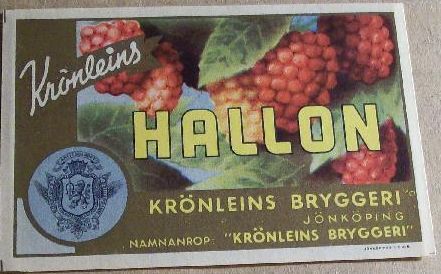 Krönleins
HALLON
KRÖNLEINS BRYGGERI
JÖNKÖPING
NAMNANROP: "KRÖNLEINS BRYGGERI"